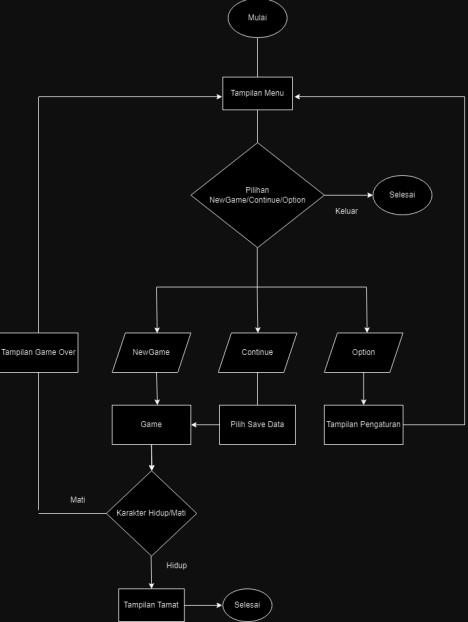 Mulai
Tampilan Menu
Pilihan
NewGame/Continue/Option
Selesai
Keluar
Tampilan Game Over
NewGame
Continue
Option
Game
Pilih Save Data
Tampilan Pengaturan
Mati
Karakter Hidup/Mati
Hidup
Tampilan Tamat
Selesai